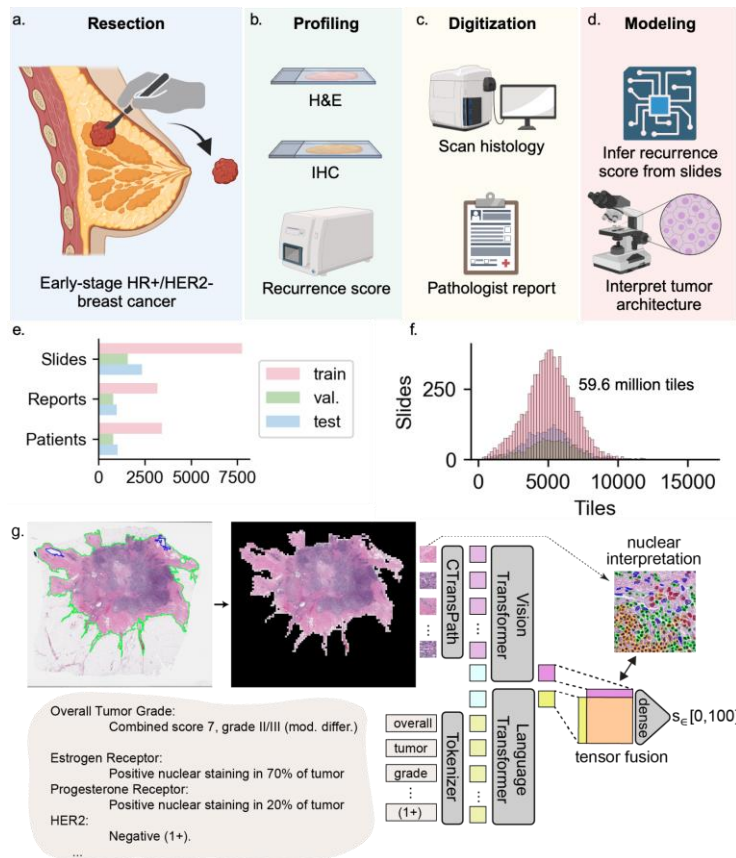 a. Resection
Early-stage HR+/HER2-
breast cancer
b. Profiling
H&E
IHC
Recurrence score
c. Digitization
Scan histology
Pathologist report
d. Modeling
Infer recurrence
score from slides
Interpret tumor
architecture
e.
Slides
Reports
Patients
0 2500 5000 7500
train
val.
test
f.
Slides
250
0
59.6 million tiles
0 5000 10000 15000
Tiles
g.
CTransPath
Vision
Transformer
nuclear
interpretation
Overall Tumor Grade:
Combined score 7, grade II/III (mod. differ.)
Estrogen Receptor:
Positive nuclear staining in 70% of tumor
Progesterone Receptor:
Positive nuclear staining in 20% of tumor
HER2:
Negative (1+).
...
overall
tumor
grade
⋮
(1+)
Tokenizer
Language
Transformer
tensor fusion
dense
s∈[0,100]